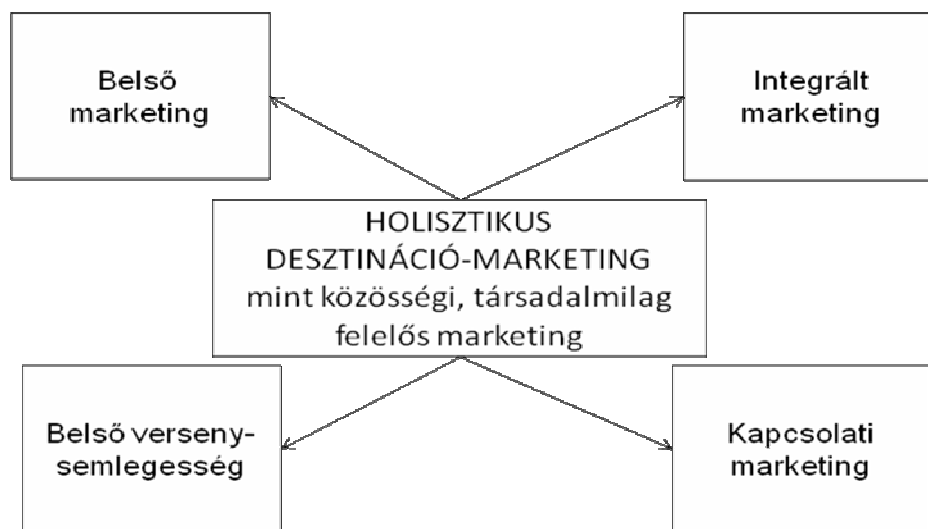 Belső
marketing
Integrált
marketing
HOLISZTIKUS
DESZTINÁCIÓ-MARKETING
mint közösségi, társadalmilag
felelős marketing
Belső verseny-
semlegesség
Kapcsolati
marketing